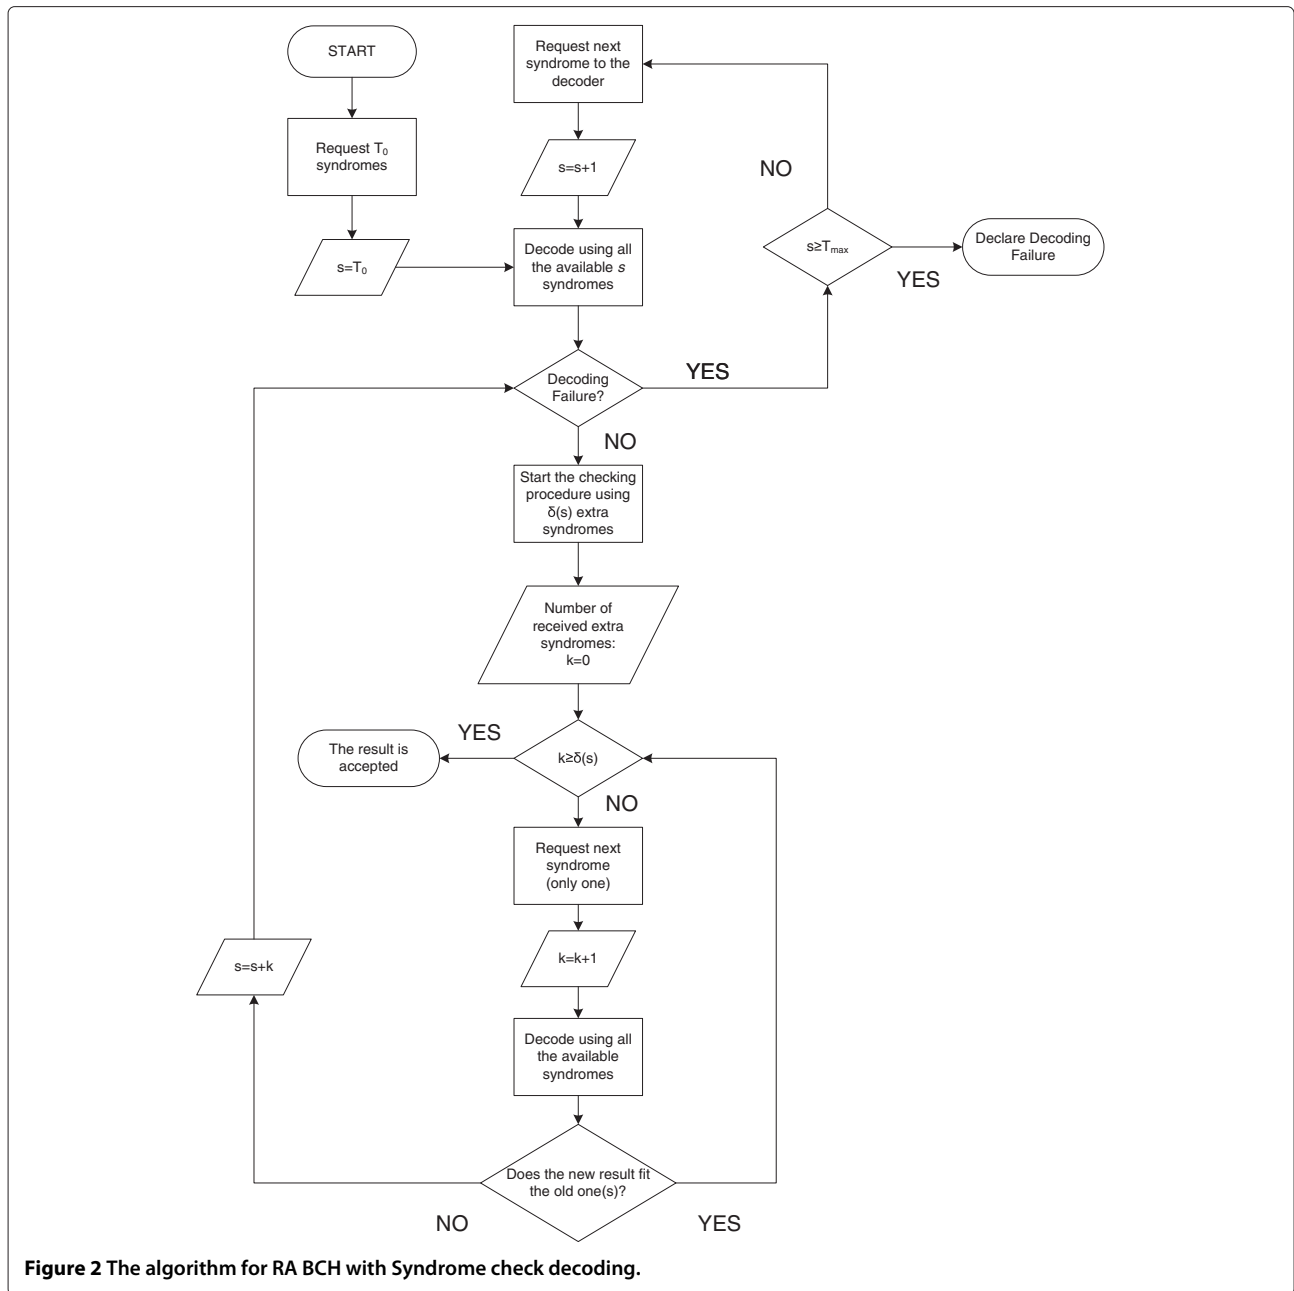 START
Request T₀
syndromes
s=T₀
Request next
syndrome to the
decoder
s=s+1
Decode using all
the available s
syndromes
Decoding
Failure?
YES
NO
s≥Tmax
NO
YES
Declare Decoding
Failure
Start the checking
procedure using
δ(s) extra
syndromes
Number of
received extra
syndromes:
k=0
k≥δ(s)
YES
The result is
accepted
NO
Request next
syndrome
(only one)
k=k+1
Decode using all
the available
syndromes
Does the new result fit
the old one(s)?
NO
YES
s=s+k
Figure 2 The algorithm for RA BCH with Syndrome check decoding.